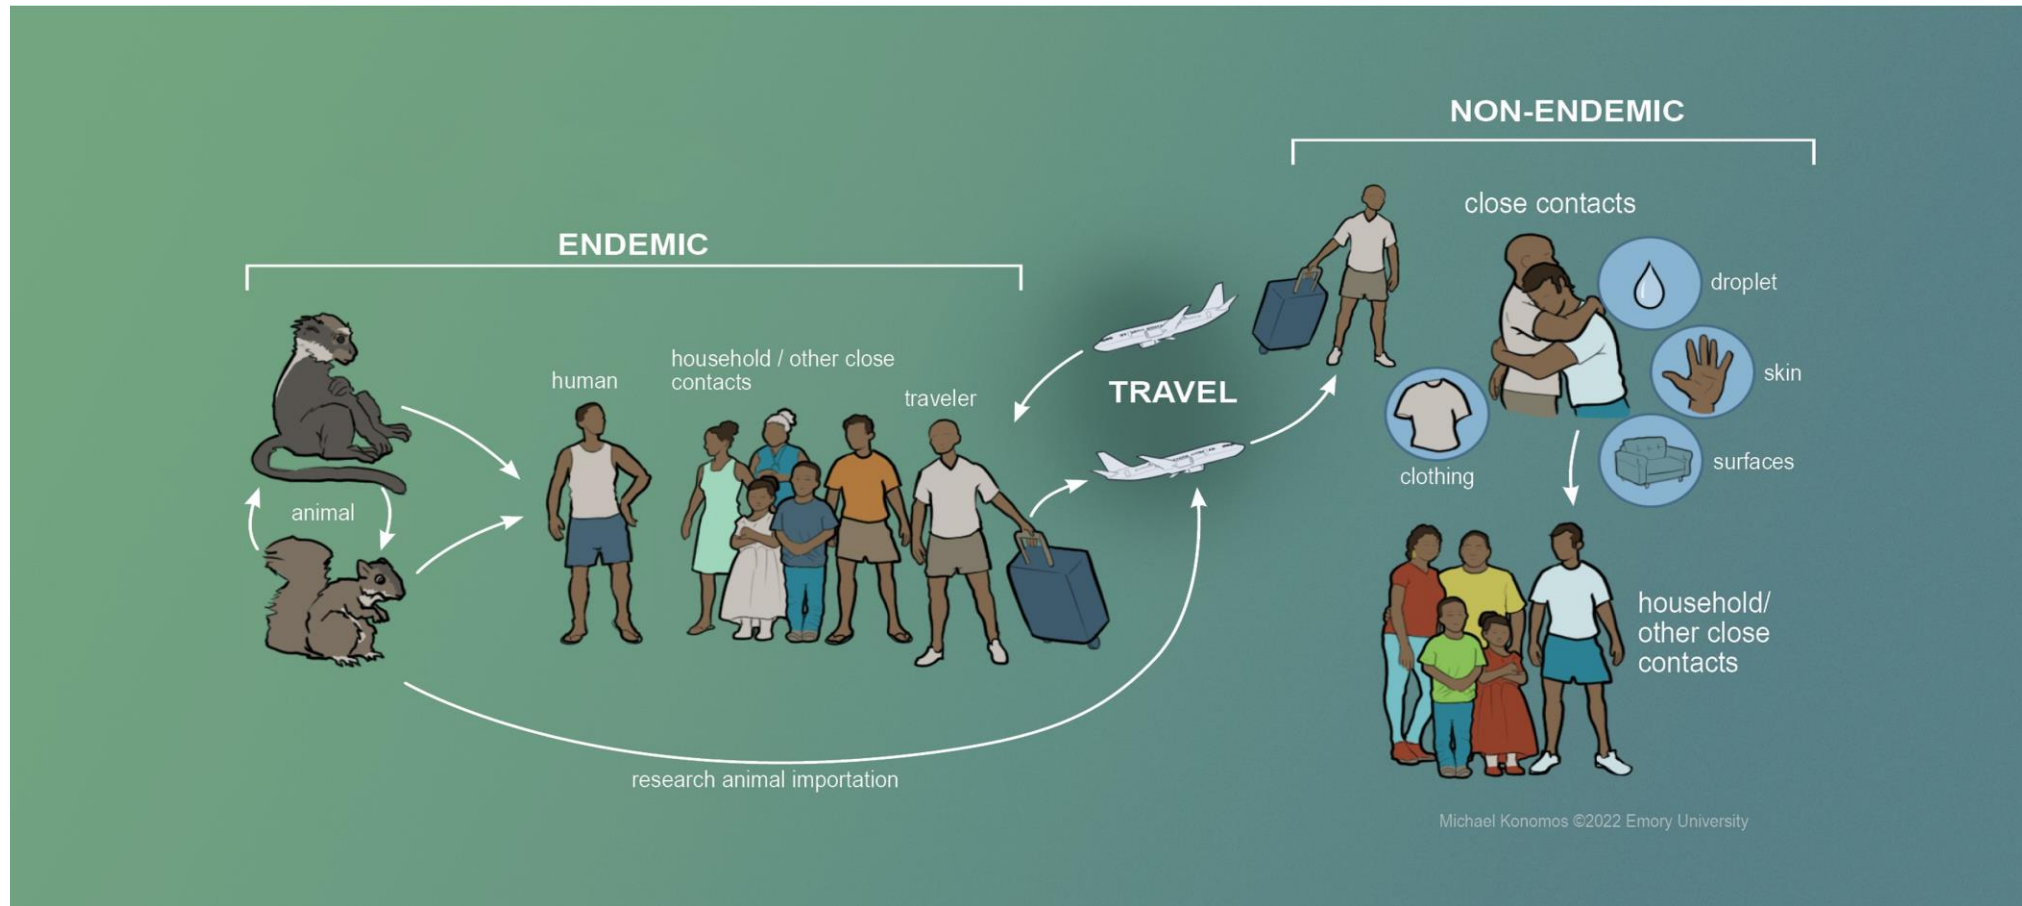 ENDEMIC
animal
human
household / other close
contacts
traveler
research animal importation
TRAVEL
NON-ENDEMIC
close contacts
droplet
skin
surfaces
clothing
household/
other close
contacts
Michael Konomos ©2022 Emory University